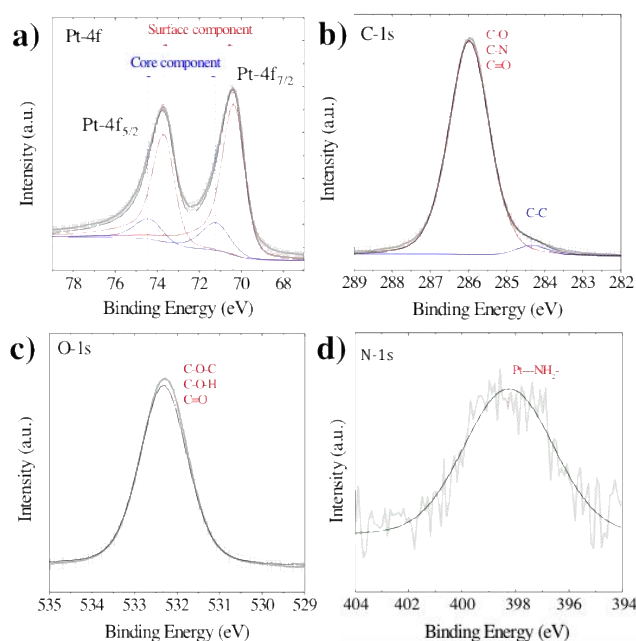 a)
Pt-4f
Surface component
Core component
Pt-4f7/2
Pt-4f5/2
Intensity (a.u.)
78 76 74 72 70 68
Binding Energy (eV)
b)
C-1s
C-O
C-N
C=O
C-C
Intensity (a.u.)
289 288 287 286 285 284 283 282
Binding Energy (eV)
c)
O-1s
C-O-C
C-O-H
C=O
Intensity (a.u.)
535 534 533 532 531 530 529
Binding Energy (eV)
d)
N-1s
Pt---NH2-
Intensity (a.u.)
404 402 400 398 396 394
Binding Energy (eV)